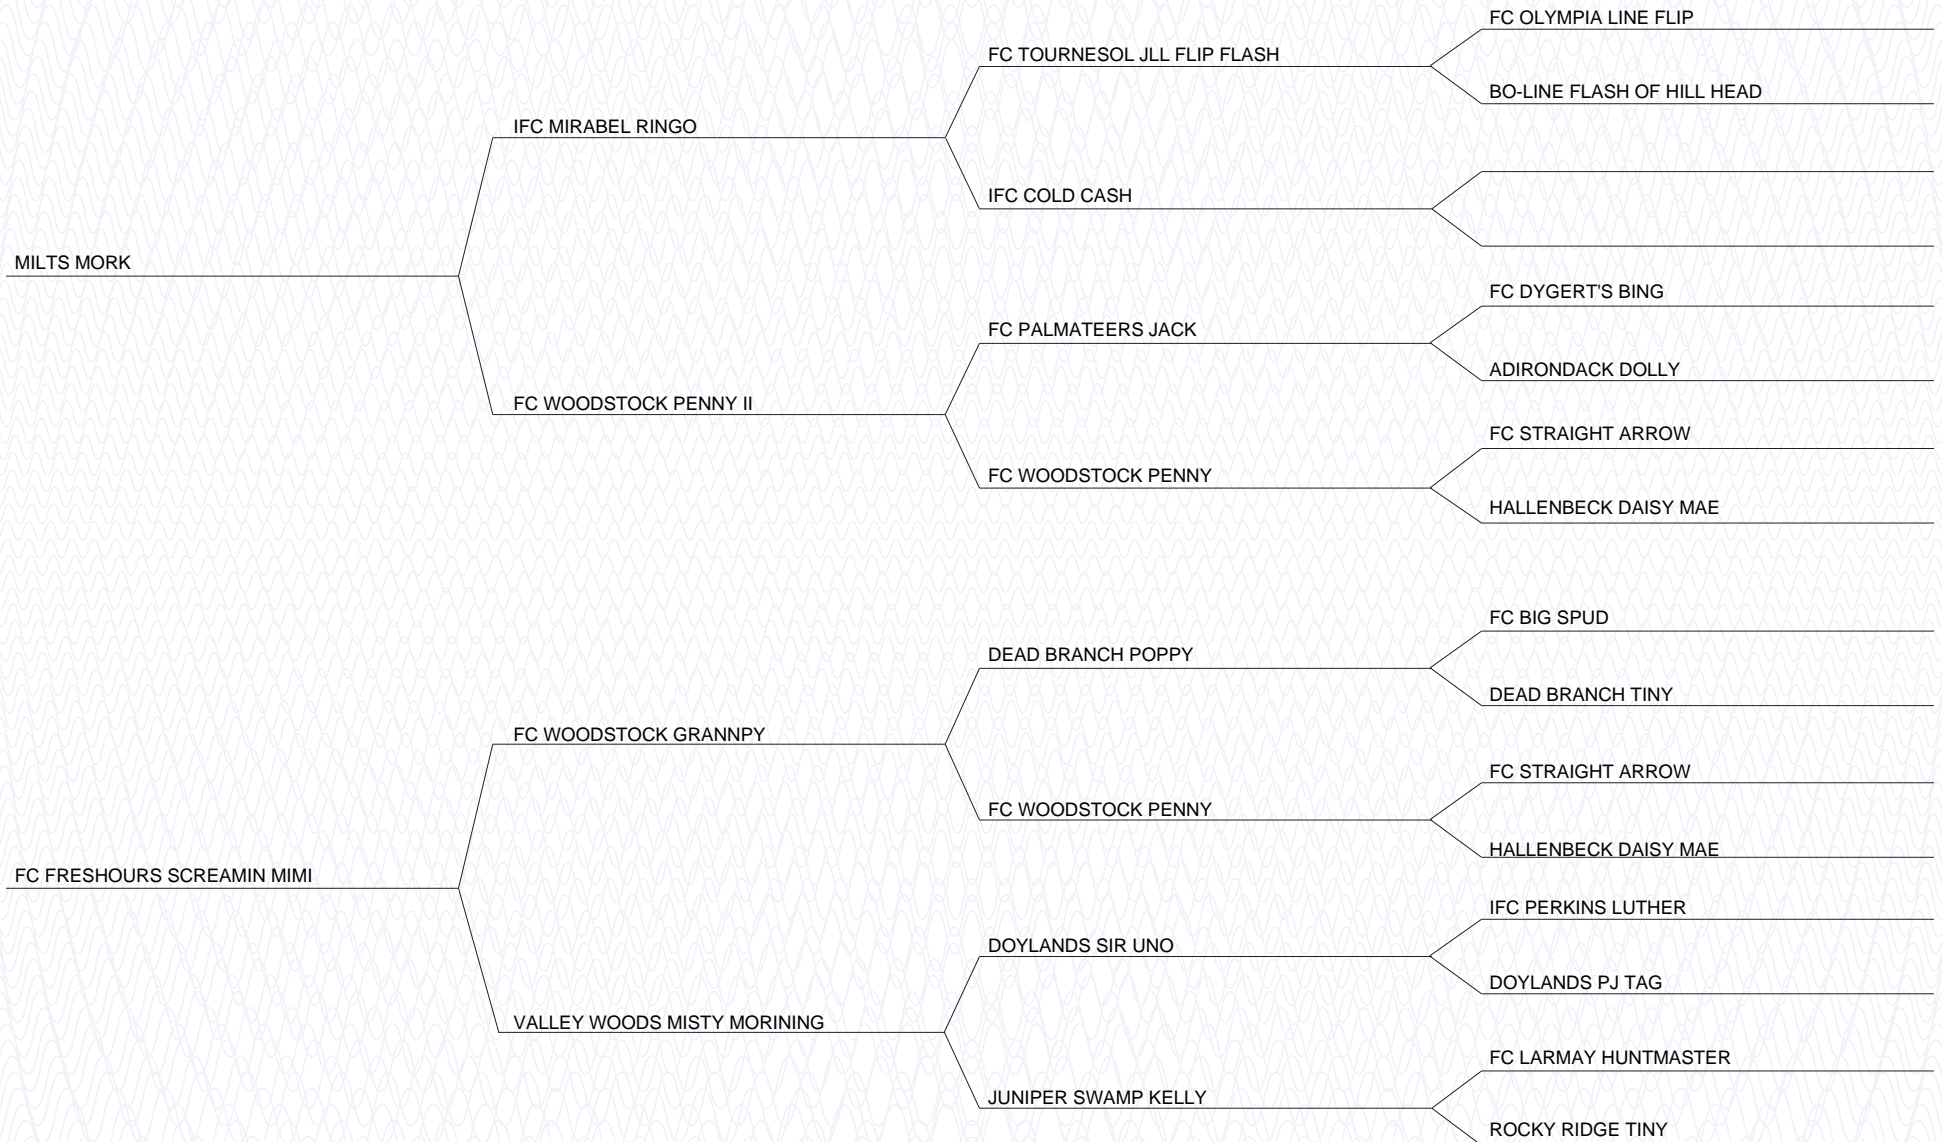 FC OLYMPIA LINE FLIP
FC TOURNESOL JLL FLIP FLASH
BO-LINE FLASH OF HILL HEAD
IFC MIRABEL RINGO
IFC COLD CASH
MILTS MORK
FC DYGERT'S BING
FC PALMATEERS JACK
ADIRONDACK DOLLY
FC WOODSTOCK PENNY II
FC STRAIGHT ARROW
FC WOODSTOCK PENNY
HALLENBECK DAISY MAE
FC BIG SPUD
DEAD BRANCH POPPY
DEAD BRANCH TINY
FC WOODSTOCK GRANNPY
FC STRAIGHT ARROW
FC WOODSTOCK PENNY
HALLENBECK DAISY MAE
FC FRESHOURS SCREAMIN MIMI
IFC PERKINS LUTHER
DOYLANDS SIR UNO
DOYLANDS PJ TAG
VALLEY WOODS MISTY MORINING
FC LARMAY HUNTMASTER
JUNIPER SWAMP KELLY
ROCKY RIDGE TINY